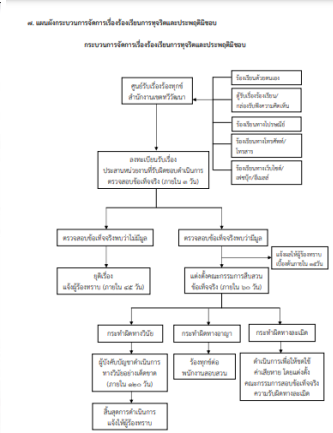 ๗. แผนผังกระบวนการจัดการเรื่องร้องเรียนการทุจริตและประพฤติมิชอบ
กระบวนการจัดการเรื่องร้องเรียนการทุจริตและประพฤติมิชอบ
ศูนย์รับเรื่องร้องทุกข์
สำนักงานเขตทวีวัฒนา
ร้องเรียนด้วยตนเอง
ตู้รับเรื่องร้องเรียน/
กล่องรับฟังความคิดเห็น
ร้องเรียนทางไปรษณีย์
ร้องเรียนทางโทรศัพท์/
โทรสาร
ร้องเรียนทางเว็บไซต์/
เฟซบุ๊ก/อีเมลล์
ลงทะเบียนรับเรื่อง
ประสานหน่วยงานที่รับผิดชอบดำเนินการ
ตรวจสอบข้อเท็จจริง (ภายใน ๓ วัน)
ตรวจสอบข้อเท็จจริงพบว่าไม่มีมูล
ตรวจสอบข้อเท็จจริงพบว่ามีมูล
แจ้งผลให้ผู้ร้องทราบ
เบื้องต้นภายใน ๑๕วัน
ยุติเรื่อง
แจ้งผู้ร้องทราบ (ภายใน ๔๕ วัน)
แต่งตั้งคณะกรรมการสืบสวน
ข้อเท็จจริง (ภายใน ๖๐ วัน)
กระทำผิดทางวินัย
กระทำผิดทางอาญา
กระทำผิดทางละเมิด
ผู้บังคับบัญชาดำเนินการ
ทางวินัยอย่างเด็ดขาด
(ภายใน ๑๒๐ วัน)
ร้องทุกข์ต่อ
พนักงานสอบสวน
ดำเนินการเพื่อให้ชดใช้
ค่าเสียหาย โดยแต่งตั้ง
คณะกรรมการสอบข้อเท็จจริง
ความรับผิดทางละเมิด
สิ้นสุดการดำเนินการ
แจ้งให้ผู้ร้องทราบ